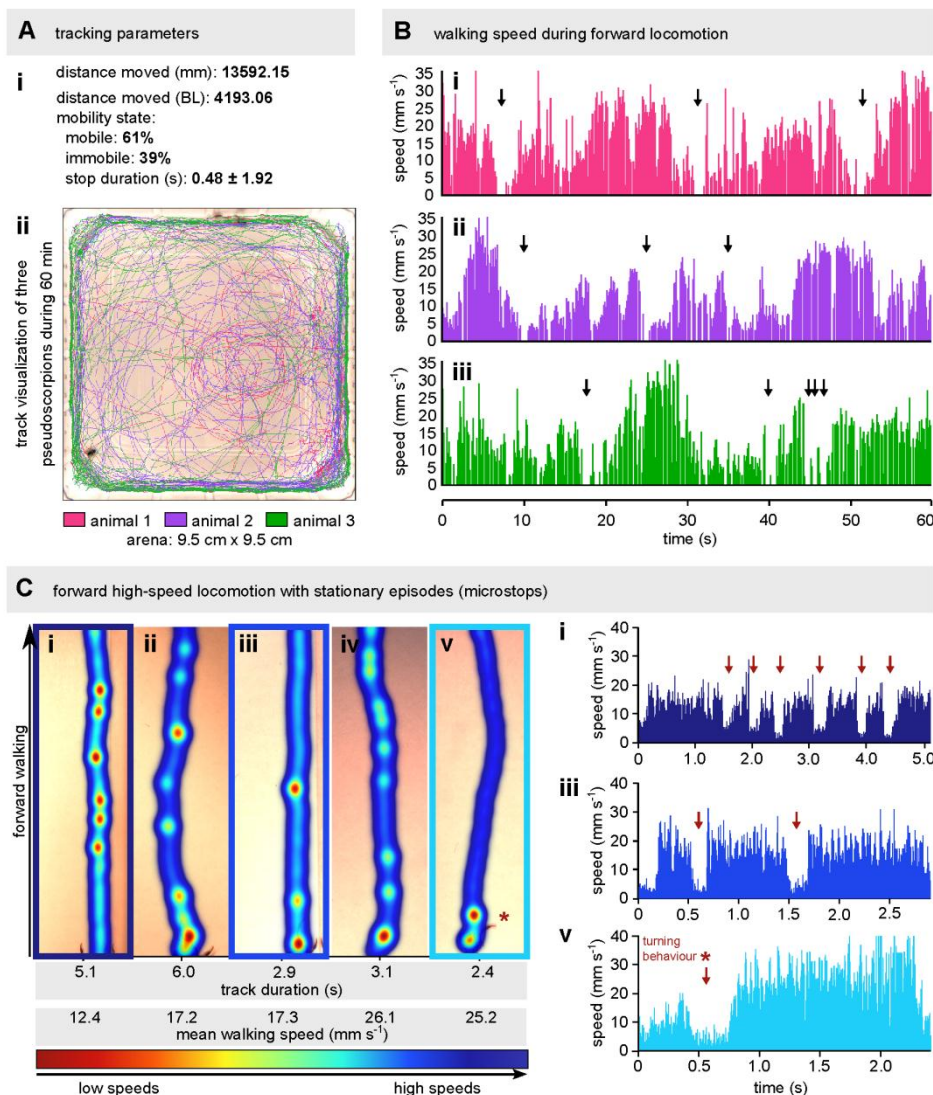 A tracking parameters
i
distance moved (mm): 13592.15
distance moved (BL): 4193.06
mobility state:
mobile: 61%
immobile: 39%
stop duration (s): 0.48 ± 1.92
ii
track visualization of three
pseudoscorpions during 60 min
animal 1 animal 2 animal 3
arena: 9.5 cm x 9.5 cm
B walking speed during forward locomotion
i
speed (mm s⁻¹)
35
30
25
20
15
10
5
0
ii
speed (mm s⁻¹)
35
30
25
20
15
10
5
0
iii
speed (mm s⁻¹)
35
30
25
20
15
10
5
0
0 10 20 30 40 50 60
time (s)
C forward high-speed locomotion with stationary episodes (microstops)
forward walking
i ii iii iv v
*
5.1 6.0 2.9 3.1 2.4
track duration (s)
12.4 17.2 17.3 26.1 25.2
mean walking speed (mm s⁻¹)
low speeds high speeds
i
speed (mm s⁻¹)
40
30
20
10
0
0 1.0 2.0 3.0 4.0 5.0
iii
speed (mm s⁻¹)
40
30
20
10
0
0 0.5 1.0 1.5 2.0 2.5
v
speed (mm s⁻¹)
40
30
20
10
0
turning
behaviour *
0 0.5 1.0 1.5 2.0
time (s)